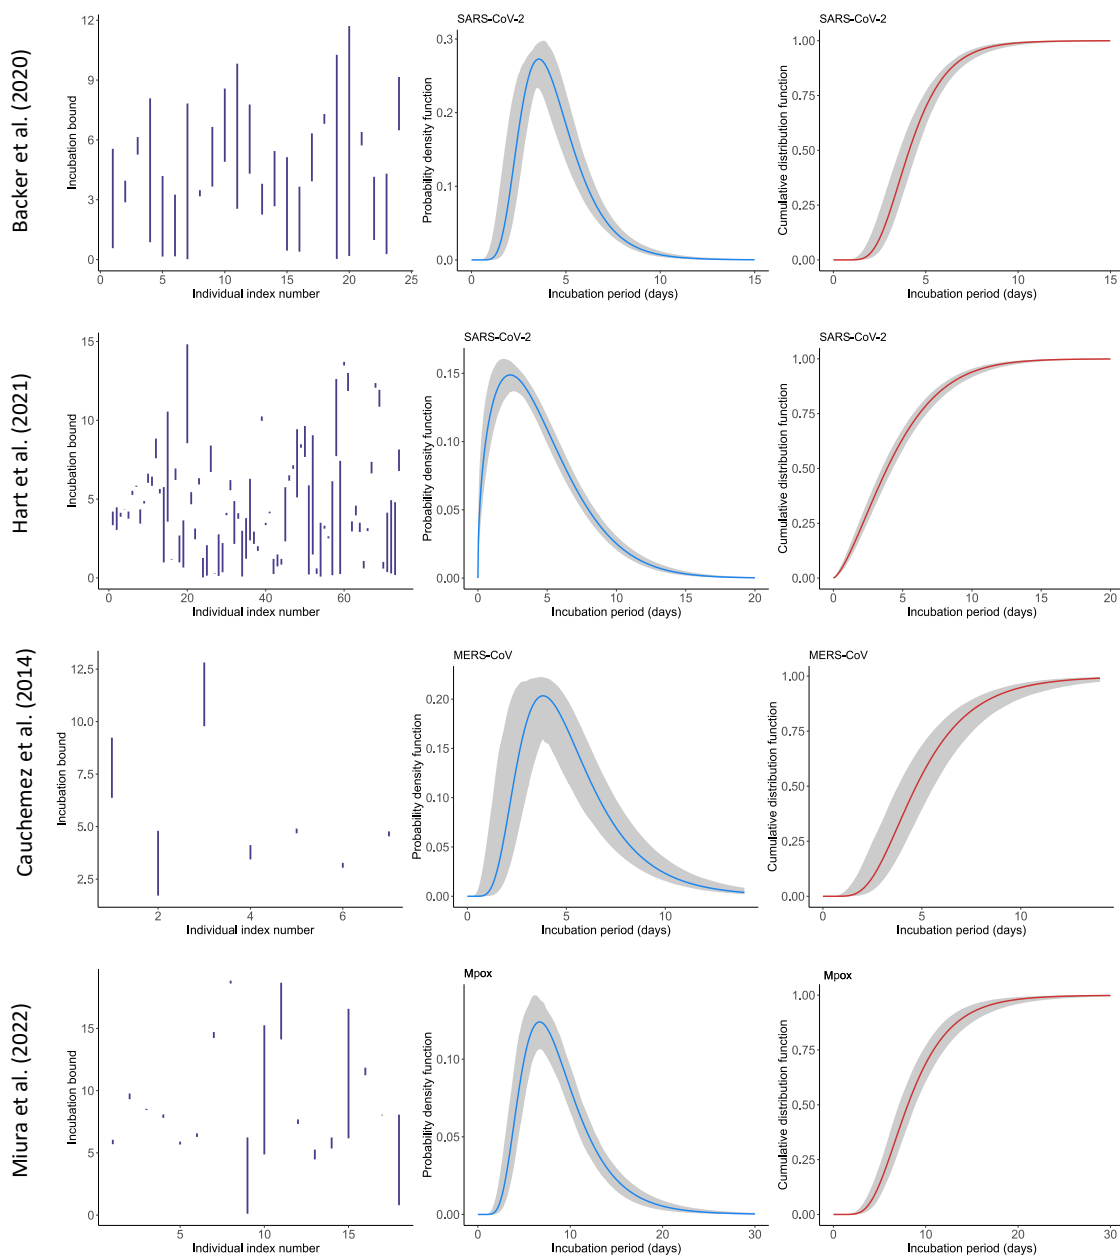 Backer et al. (2020)
Incubation bound
12
9
6
3
0
0 5 10 15 20 25
Individual index number
SARS-CoV-2
Probability density function
0.3
0.2
0.1
0.0
0 5 10 15
Incubation period (days)
SARS-CoV-2
Cumulative distribution function
1.00
0.75
0.50
0.25
0.00
0 5 10 15
Incubation period (days)
Hart et al. (2021)
Incubation bound
15
10
5
0
0 20 40 60
Individual index number
SARS-CoV-2
Probability density function
0.15
0.10
0.05
0.00
0 5 10 15 20
Incubation period (days)
SARS-CoV-2
Cumulative distribution function
1.00
0.75
0.50
0.25
0.00
0 5 10 15 20
Incubation period (days)
Cauchemez et al. (2014)
Incubation bound
12.5
10.0
7.5
5.0
2.5
2 4 6
Individual index number
MERS-CoV
Probability density function
0.20
0.15
0.10
0.05
0.00
0 5 10
Incubation period (days)
MERS-CoV
Cumulative distribution function
1.00
0.75
0.50
0.25
0.00
0 5 10
Incubation period (days)
Miura et al. (2022)
Incubation bound
15
10
5
0
5 10 15
Individual index number
Mpox
Probability density function
0.10
0.05
0.00
0 10 20 30
Incubation period (days)
Mpox
Cumulative distribution function
1.00
0.75
0.50
0.25
0.00
0 10 20 30
Incubation period (days)